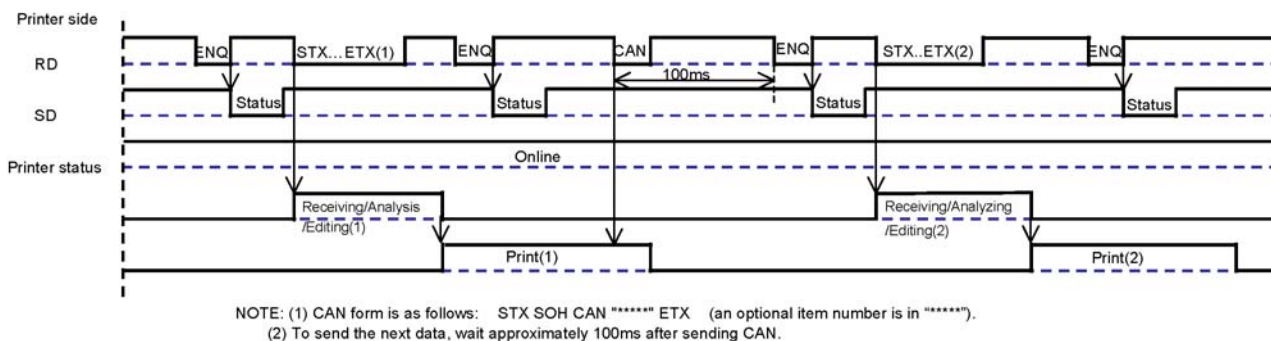 Printer side
ENQ STX...ETX(1) ENQ CAN ENQ STX..ETX(2) ENQ
RD
100ms
Status Status Status Status
SD
Online
Printer status
Receiving/Analysis Receiving/Analyzing
/Editing(1) /Editing(2)
Print(1) Print(2)
NOTE: (1) CAN form is as follows: STX SOH CAN "*****" ETX (an optional item number is in "*****").
(2) To send the next data, wait approximately 100ms after sending CAN.